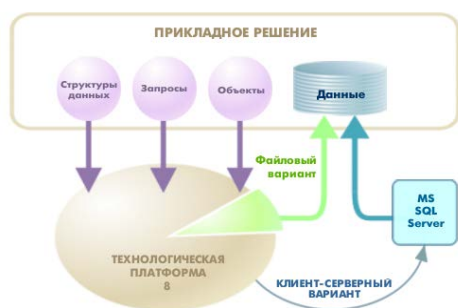 ПРИКЛАДНОЕ РЕШЕНИЕ
Структуры
данных
Запросы
Объекты
Данные
Файловый
вариант
MS
SQL
Server
ТЕХНОЛОГИЧЕСКАЯ
ПЛАТФОРМА
8
КЛИЕНТ-СЕРВЕРНЫЙ
ВАРИАНТ